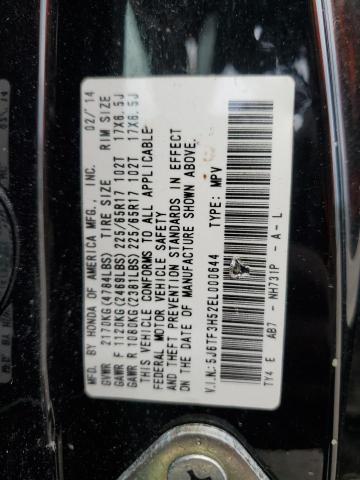 MFD. BY HONDA OF AMERICA MFG., INC. 02/'14
GVWR 2170KG(4784LBS) TIRE SIZE RIM SIZE
GAWR F 1120KG(2469LBS) 225/65R17 102T 17X6.5J
GAWR R 1080KG(2381LBS) 225/65R17 102T 17X6.5J
THIS VEHICLE CONFORMS TO ALL APPLICABLE
FEDERAL MOTOR VEHICLE SAFETY
AND THEFT PREVENTION STANDARDS IN EFFECT
ON THE DATE OF MANUFACTURE SHOWN ABOVE.
V.I.N.:5J6TF3H52EL000644 TYPE: MPV
TY4 E AB7 - NH731P - A - L